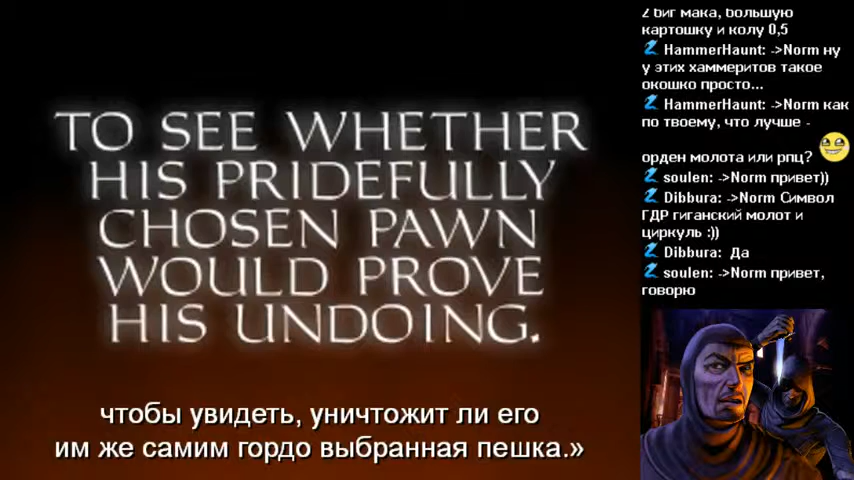 TO SEE WHETHER
HIS PRIDEFULLY
CHOSEN PAWN
WOULD PROVE
HIS UNDOING.
чтобы увидеть, уничтожит ли его
им же самим гордо выбранная пешка.»
2 биг мака, большую
картошку и колу 0,5
HammerHaunt: ->Norm ну
у этих хаммеритов такое
окошко просто...
HammerHaunt: ->Norm как
по твоему, что лучше -
орден молота или рпц?
soulen: ->Norm привет))
Dibbura: ->Norm Символ
ГДР гиганский молот и
циркуль :))
Dibbura: Да
soulen: ->Norm привет,
говорю